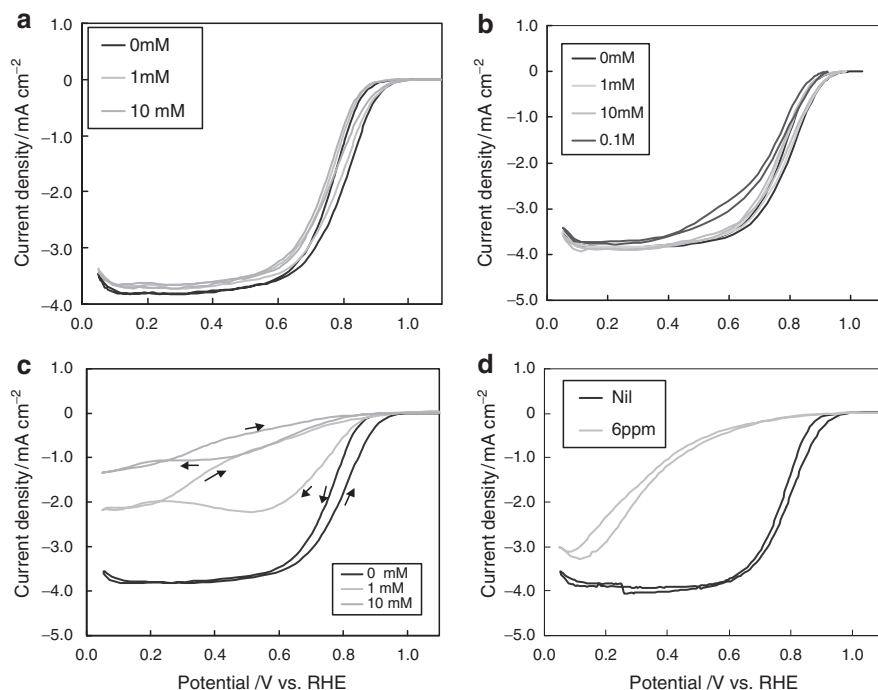 a
0mM
1mM
10 mM
1.0
0
−1.0
−2.0
−3.0
−4.0
0.0 0.2 0.4 0.6 0.8 1.0
Current density/mA cm−2
b
0mM
1mM
10mM
0.1M
1.0
0.0
−1.0
−2.0
−3.0
−4.0
−5.0
0.0 0.2 0.4 0.6 0.8 1.0
Current density/mA cm−2
c
0 mM
1 mM
10 mM
1.0
0
−1.0
−2.0
−3.0
−4.0
−5.0
0.0 0.2 0.4 0.6 0.8 1.0
Current density/mA cm−2
Potential /V vs. RHE
d
Nil
6ppm
1.0
0.0
−1.0
−2.0
−3.0
−4.0
−5.0
0.0 0.2 0.4 0.6 0.8 1.0
Current density/mA cm−2
Potential /V vs. RHE